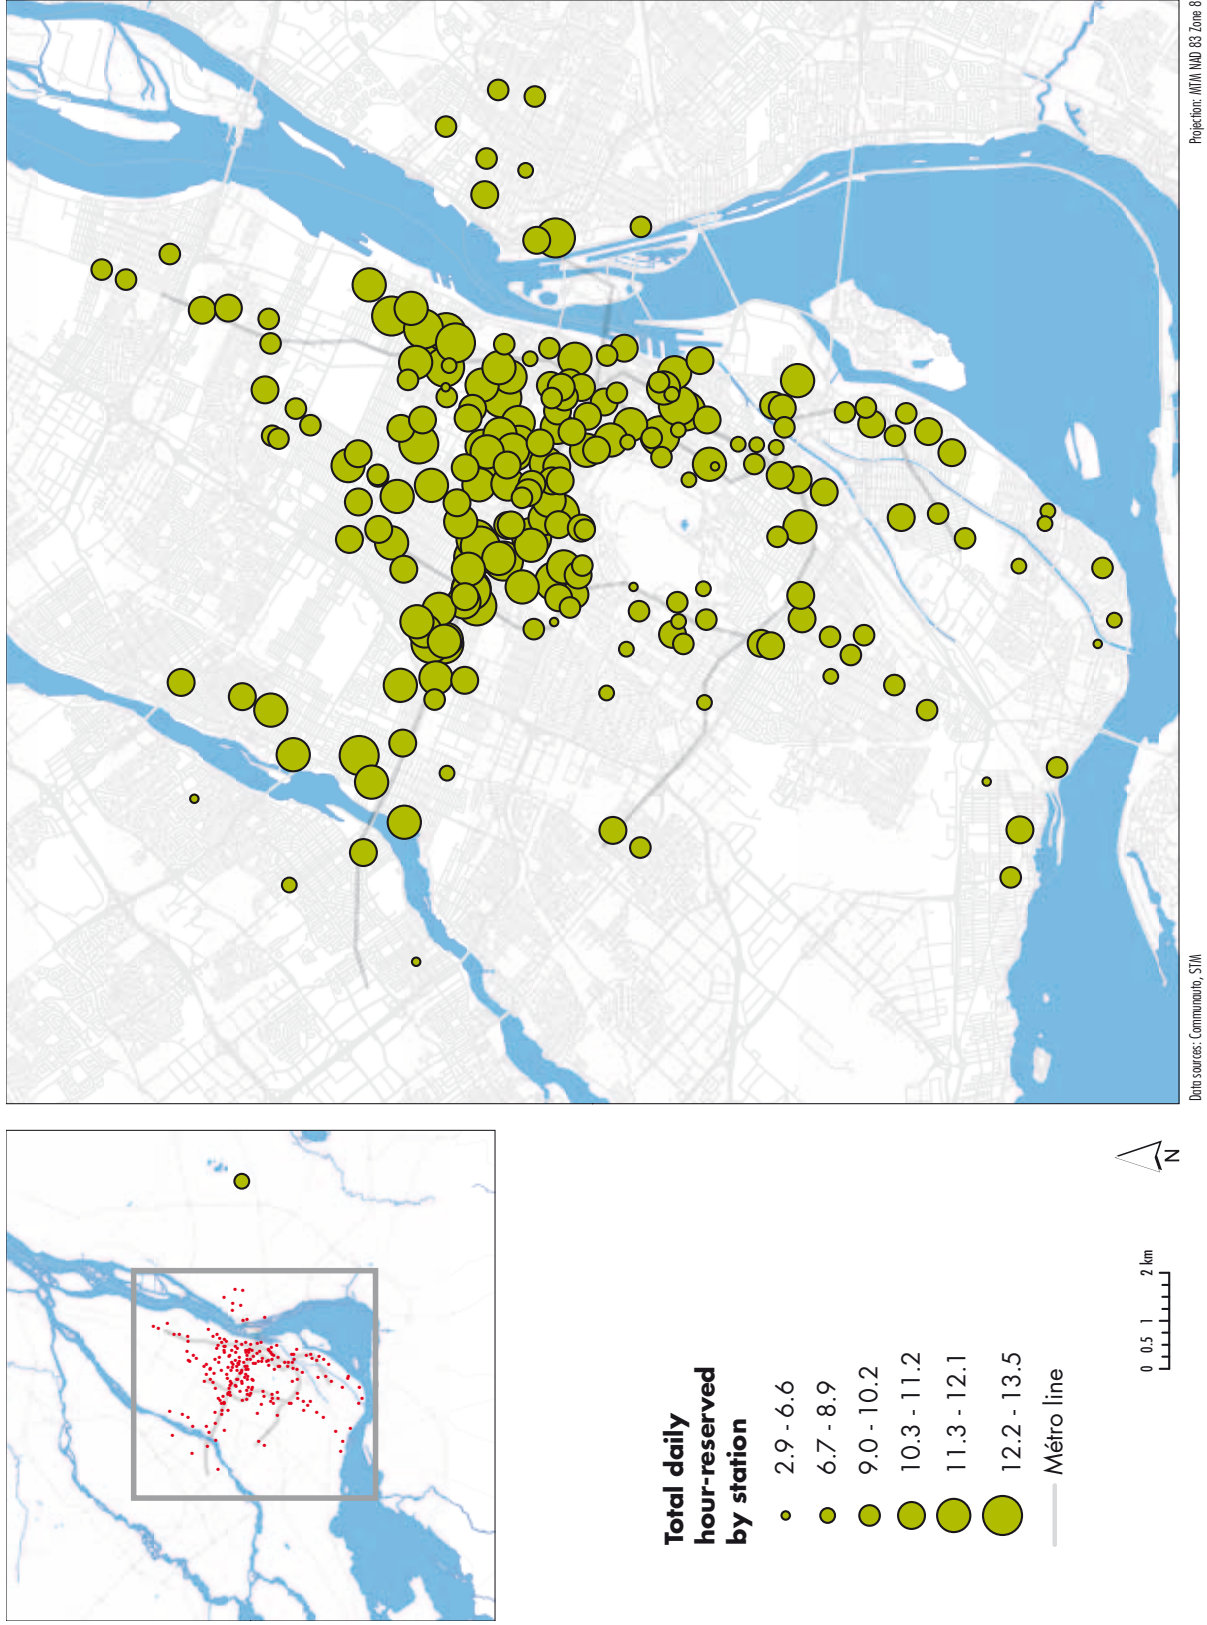 Total daily
hour-reserved
by station
2.9 - 6.6
6.7 - 8.9
9.0 - 10.2
10.3 - 11.2
11.3 - 12.1
12.2 - 13.5
Métro line
0 0.5 1 2 km
N
Data sources: Communauto, STM
Projection: MTM NAD 83 Zone 8